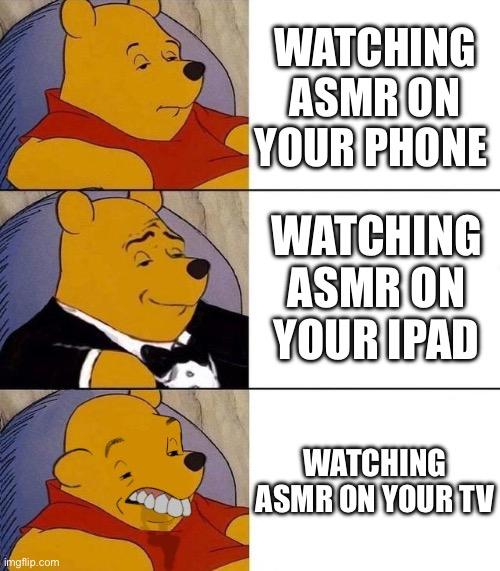 WATCHING
ASMR ON
YOUR PHONE
WATCHING
ASMR ON
YOUR IPAD
WATCHING
ASMR ON YOUR TV
imgflip.com